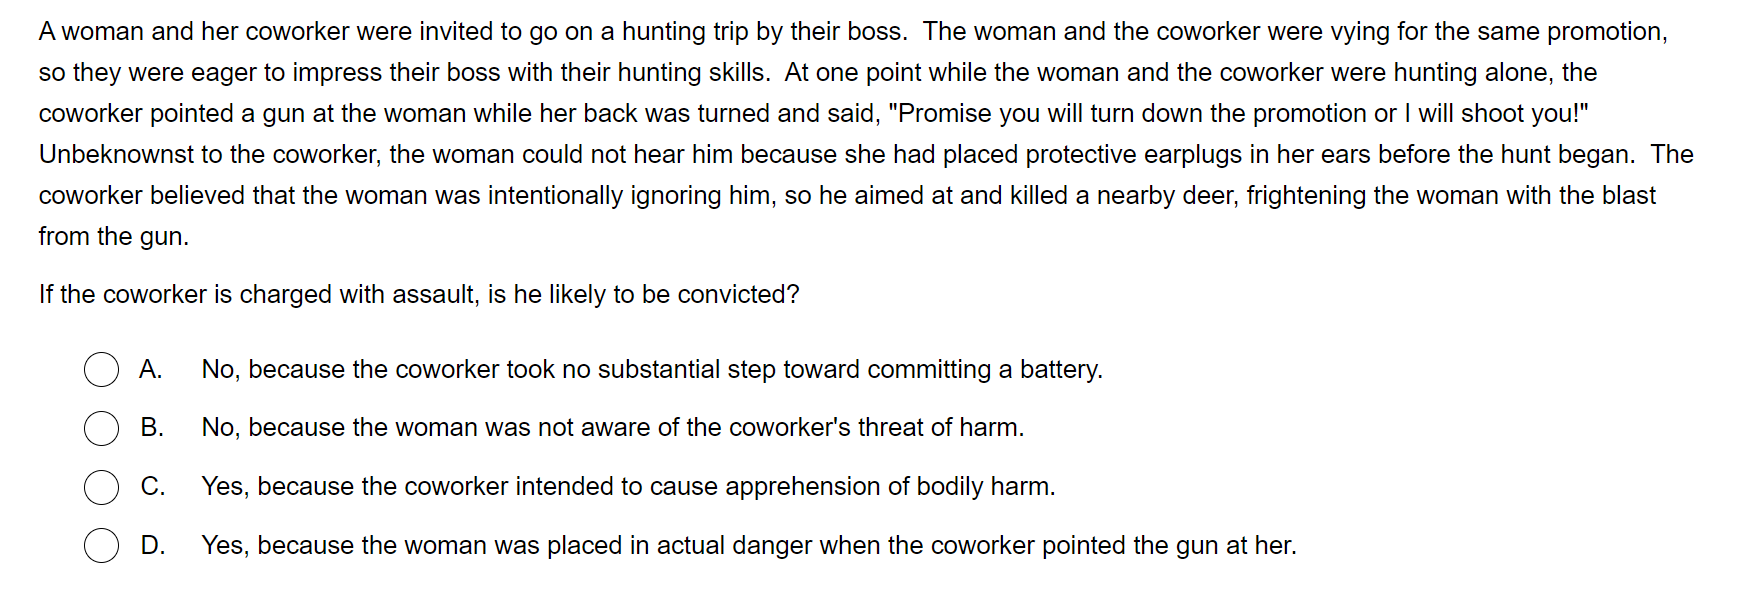 A woman and her coworker were invited to go on a hunting trip by their boss.  The woman and the coworker were vying for the same promotion,
so they were eager to impress their boss with their hunting skills.  At one point while the woman and the coworker were hunting alone, the
coworker pointed a gun at the woman while her back was turned and said, "Promise you will turn down the promotion or I will shoot you!"
Unbeknownst to the coworker, the woman could not hear him because she had placed protective earplugs in her ears before the hunt began.  The
coworker believed that the woman was intentionally ignoring him, so he aimed at and killed a nearby deer, frightening the woman with the blast
from the gun.
If the coworker is charged with assault, is he likely to be convicted?
A. No, because the coworker took no substantial step toward committing a battery.
B. No, because the woman was not aware of the coworker's threat of harm.
C. Yes, because the coworker intended to cause apprehension of bodily harm.
D. Yes, because the woman was placed in actual danger when the coworker pointed the gun at her.